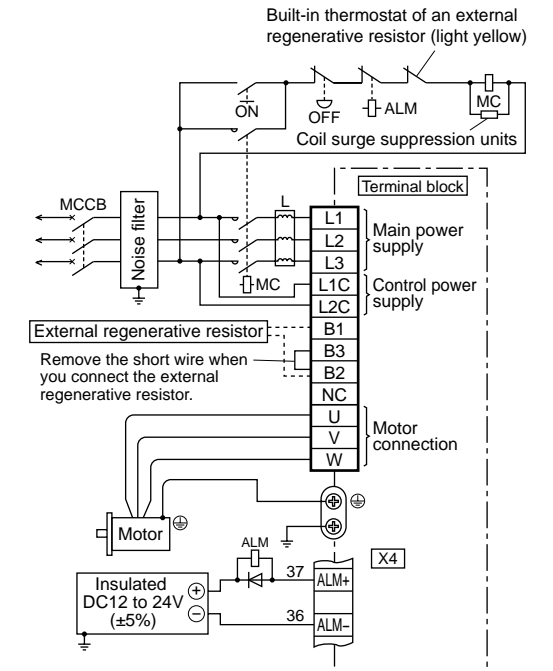 Built-in thermostat of an external
regenerative resistor (light yellow)
ON
OFF
ALM
MC
Coil surge suppression units
MCCB
Noise filter
L
MC
Terminal block
L1
L2
L3
Main power
supply
L1C
L2C
Control power
supply
External regenerative resistor
B1
B3
B2
Remove the short wire when
you connect the external
regenerative resistor.
NC
U
V
W
Motor
connection
Motor
ALM
X4
Insulated
DC12 to 24V
(±5%)
+
−
37
ALM+
36
ALM−